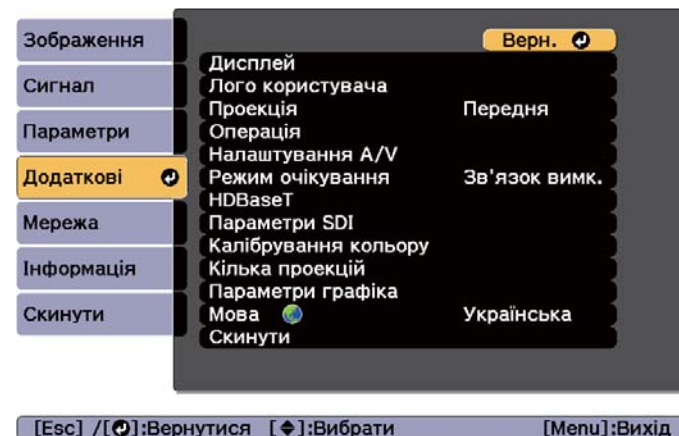 Зображення
Сигнал
Параметри
Додаткові
Мережа
Інформація
Скинути
Верн.
Дисплей
Лого користувача
Проекція Передня
Операція
Налаштування A/V
Режим очікування Зв'язок вимк.
HDBaseT
Параметри SDI
Калібрування кольору
Кілька проекцій
Параметри графіка
Мова Українська
Скинути
[Esc] /[⏎]:Вернутися [◆]:Вибрати [Menu]:Вихід